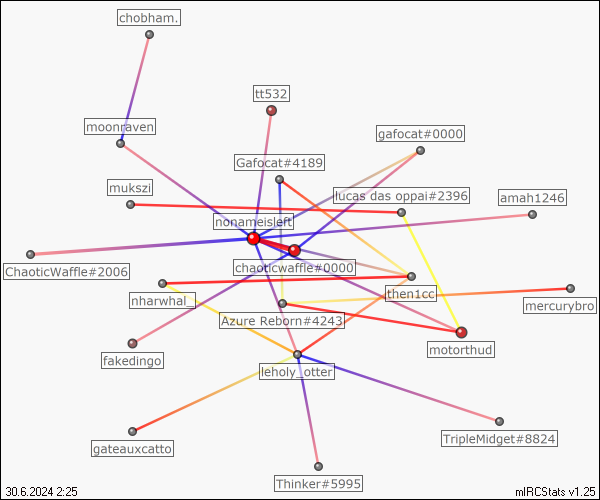 chobham.
tt532
moonraven
gafocat#0000
Gafocat#4189
mukszi
lucas das oppai#2396
amah1246
nonameisleft
ChaoticWaffle#2006
chaoticwaffle#0000
then1cc
nharwhal_
mercurybro
Azure Reborn#4243
fakedingo
motorthud
leholy_otter
gateauxcatto
TripleMidget#8824
Thinker#5995
30.6.2024 2:25
mIRCStats v1.25